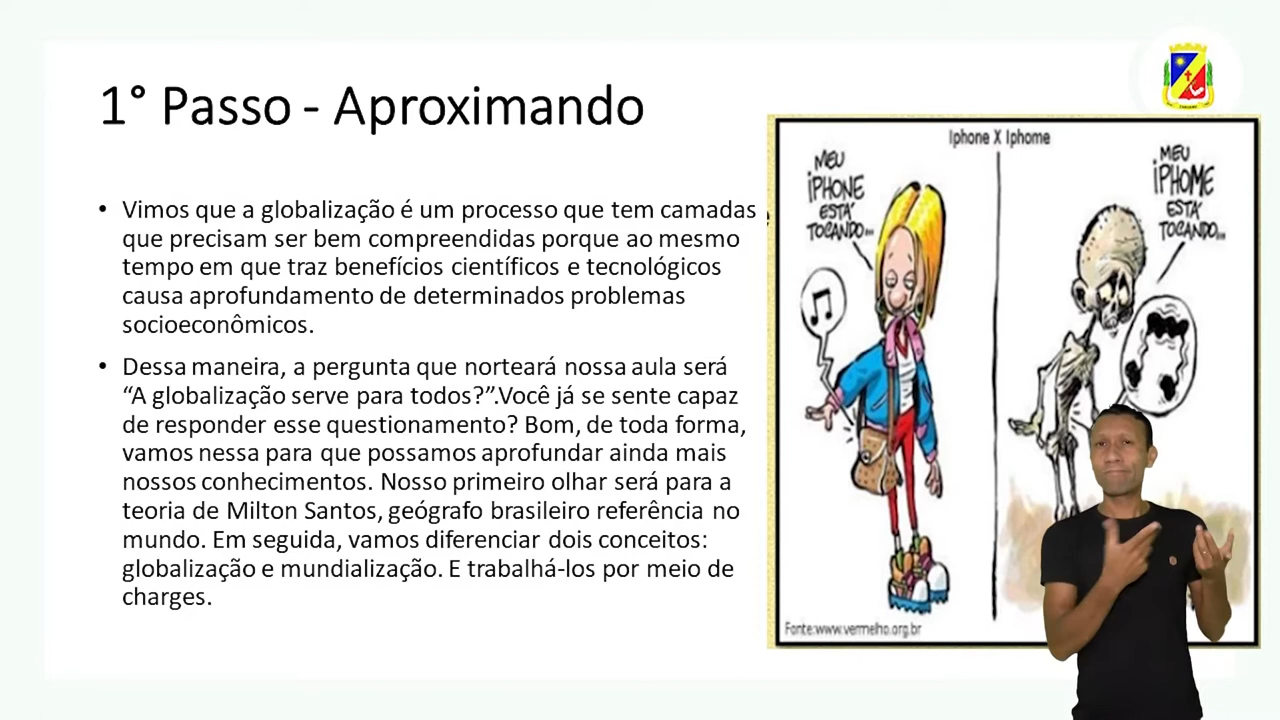 1° Passo - Aproximando
• Vimos que a globalização é um processo que tem camadas
que precisam ser bem compreendidas porque ao mesmo
tempo em que traz benefícios científicos e tecnológicos
causa aprofundamento de determinados problemas
socioeconômicos.
• Dessa maneira, a pergunta que norteará nossa aula será
“A globalização serve para todos?”.Você já se sente capaz
de responder esse questionamento? Bom, de toda forma,
vamos nessa para que possamos aprofundar ainda mais
nossos conhecimentos. Nosso primeiro olhar será para a
teoria de Milton Santos, geógrafo brasileiro referência no
mundo. Em seguida, vamos diferenciar dois conceitos:
globalização e mundialização. E trabalhá-los por meio de
charges.
Iphone X Iphome
MEU
IPHONE
ESTÁ
TOCANDO...
MEU
IPHOME
ESTÁ
TOCANDO...
Fonte:www.vermelho.org.br